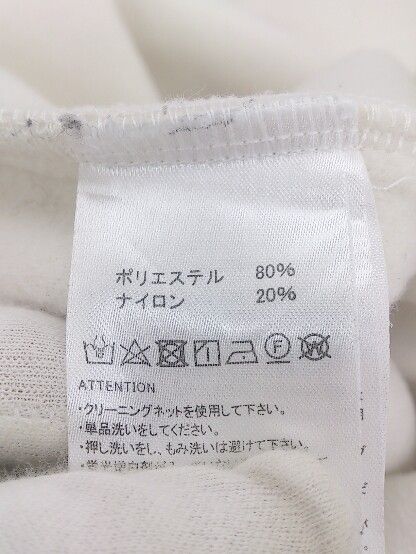 ポリエステル 80%
ナイロン 20%
ATTENTION
・クリーニングネットを使用して下さい。
・単品洗いをしてください。
・押し洗いをし、もみ洗いは避けて下さい。